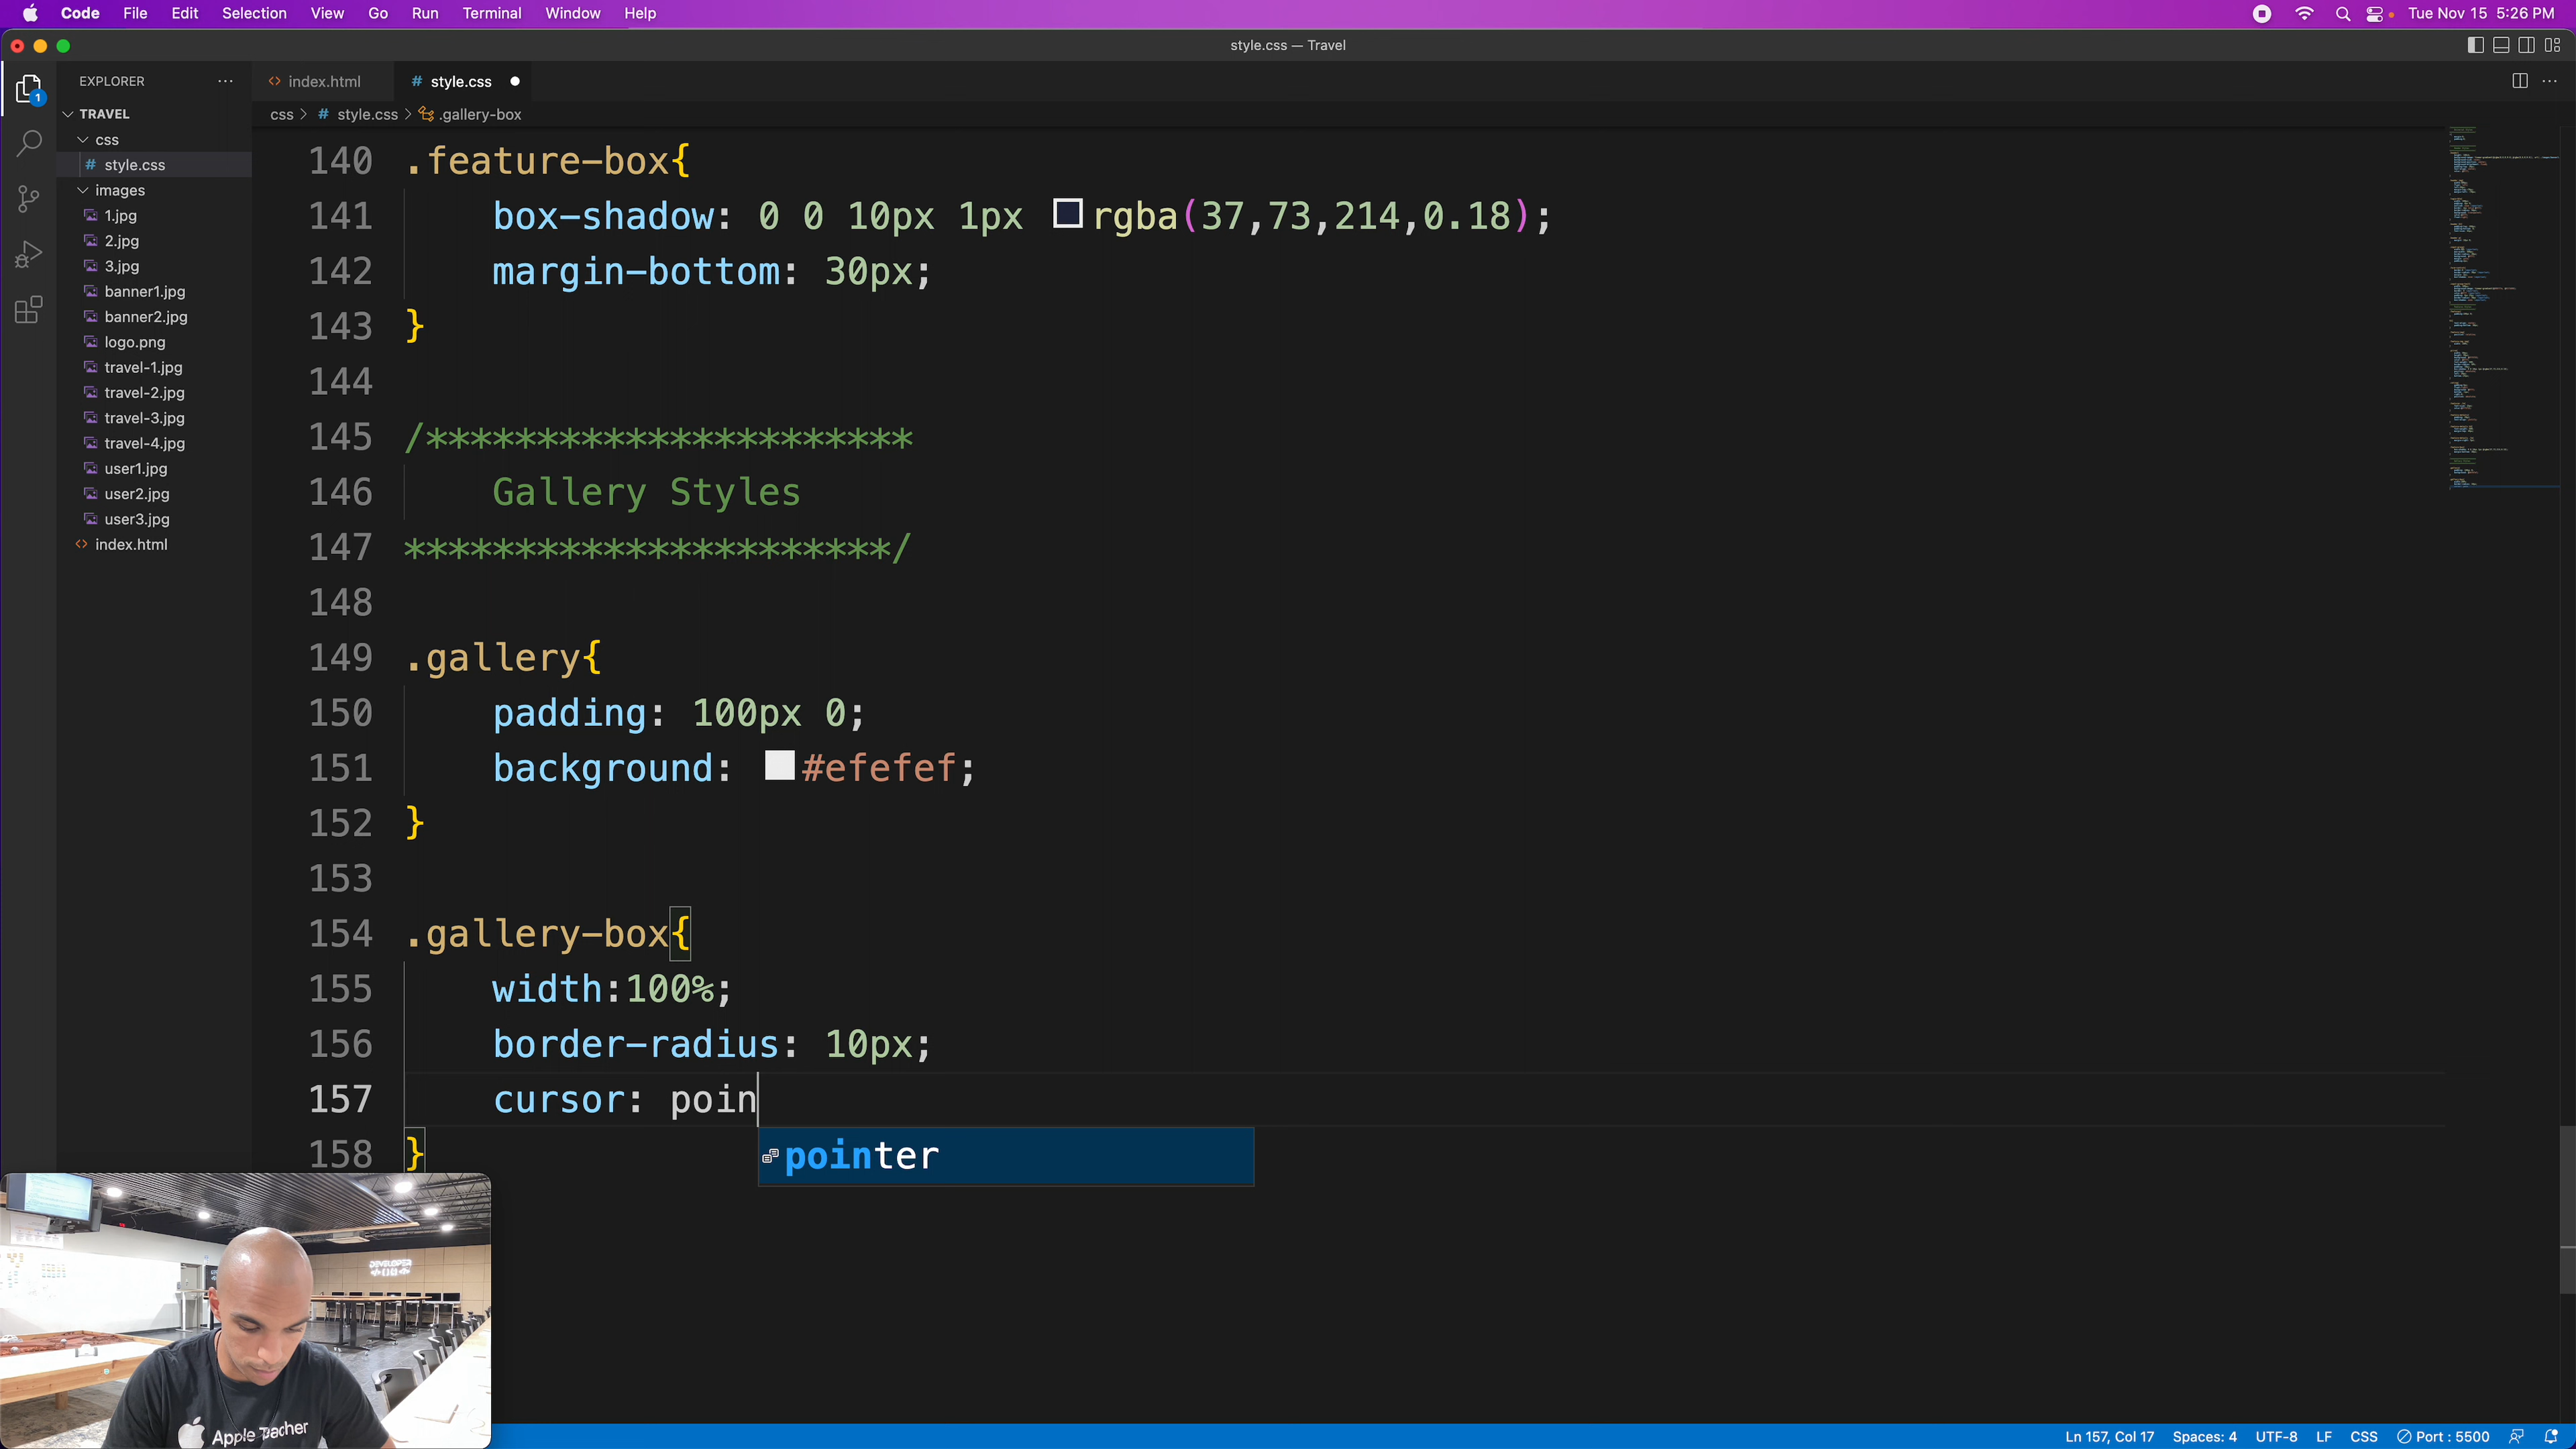 Code File Edit Selection View Go Run Terminal Window Help
Tue Nov 15 5:26 PM
style.css — Travel
EXPLORER ···
1
TRAVEL
css
# style.css
images
1.jpg
2.jpg
3.jpg
banner1.jpg
banner2.jpg
logo.png
travel-1.jpg
travel-2.jpg
travel-3.jpg
travel-4.jpg
user1.jpg
user2.jpg
user3.jpg
<> index.html
<> index.html # style.css
css > # style.css > .gallery-box
140 .feature-box{
141 box-shadow: 0 0 10px 1px rgba(37,73,214,0.18);
142 margin-bottom: 30px;
143 }
144
145 /**********************
146 Gallery Styles
147 **********************/
148
149 .gallery{
150 padding: 100px 0;
151 background: #efefef;
152 }
153
154 .gallery-box{
155 width:100%;
156 border-radius: 10px;
157 cursor: poin
158 }
pointer
DEVELOPER
Apple Teacher
Ln 157, Col 17 Spaces: 4 UTF-8 LF CSS Port : 5500